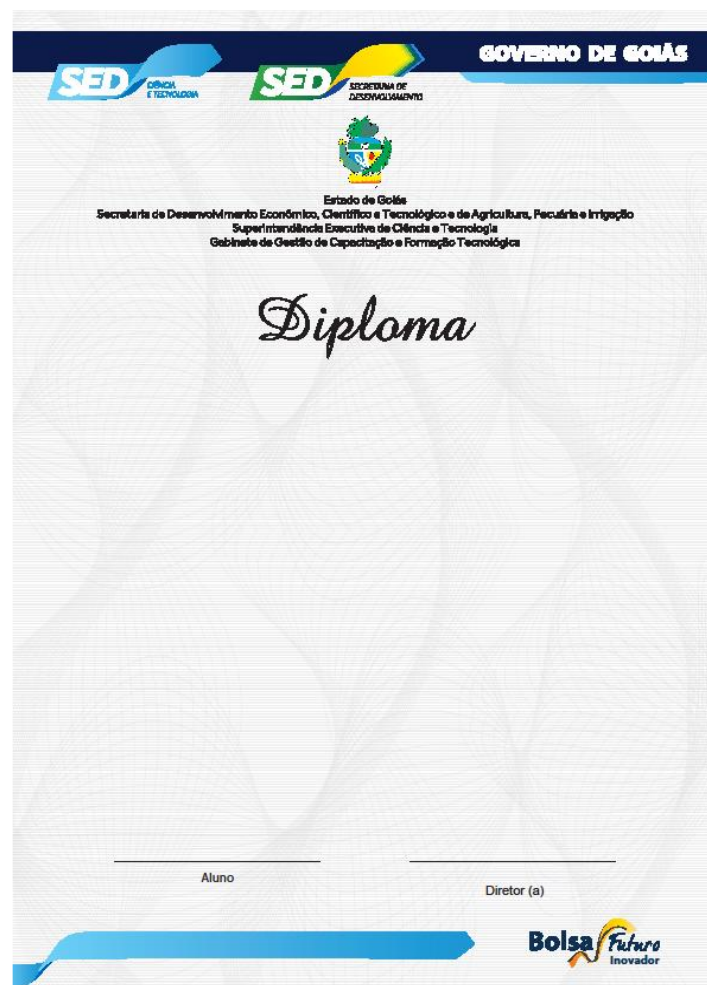 GOVERNO DE GOIÁS
SED CIÊNCIA
E TECNOLOGIA
SED SECRETARIA DE
DESENVOLVIMENTO
Estado de Goiás
Secretaria de Desenvolvimento Econômico, Científico e Tecnológico e de Agricultura, Pecuária e Irrigação
Superintendência Executiva de Ciência e Tecnologia
Gabinete de Gestão de Capacitação e Formação Tecnológica
Diploma
Aluno
Diretor (a)
Bolsa Futuro
Inovador